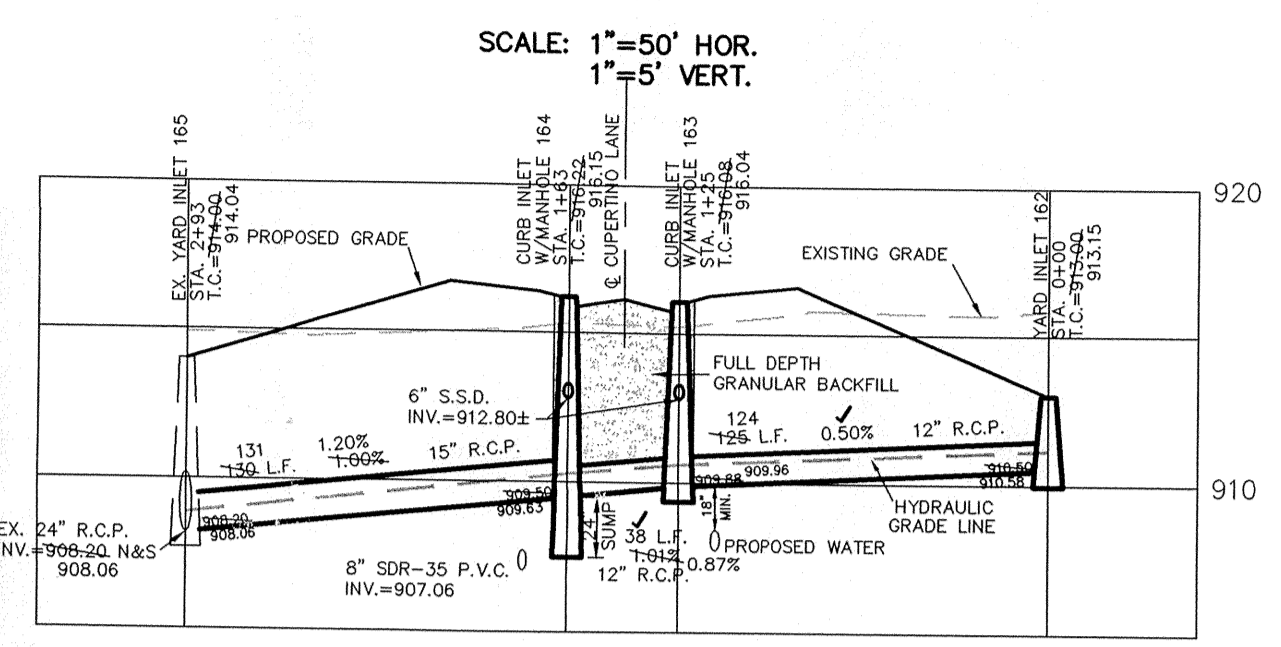 SCALE: 1"=50' HOR.
1"=5' VERT.
EX. YARD INLET 165
STA. 2+93
T.C.=914.00
914.04
CURB INLET
W/MANHOLE 164
STA. 1+63
T.C.=916.22
916.15
℄ CUPERTINO LANE
CURB INLET
W/MANHOLE 163
STA. 1+25
T.C.=916.08
916.04
YARD INLET 162
STA. 0+00
T.C.=913.00
913.15
920
PROPOSED GRADE
EXISTING GRADE
FULL DEPTH
GRANULAR BACKFILL
6" S.S.D.
INV.=912.80±
131
130 L.F.
1.20%
1.00%
15" R.C.P.
124
125 L.F.
✓
0.50%
12" R.C.P.
909.50
909.63
909.88
909.96
910.50
910.58
910
908.20
908.06
24"
SUMP
18"
MIN.
HYDRAULIC
GRADE LINE
EX. 24" R.C.P.
INV.=908.20 N&S
908.06
✓
38 L.F.
1.01%
0.87%
12" R.C.P.
PROPOSED WATER
8" SDR-35 P.V.C.
INV.=907.06